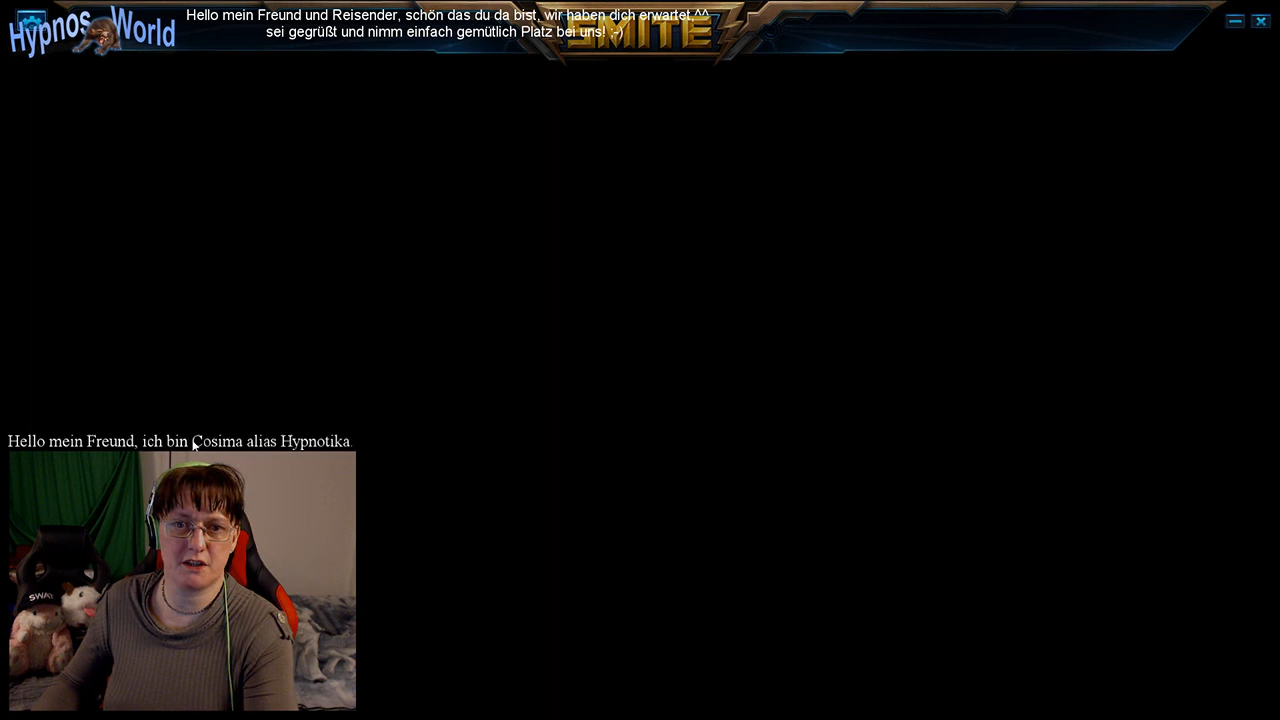 Hypnos World
Hello mein Freund und Reisender, schön das du da bist, wir haben dich erwartet,^^
sei gegrüßt und nimm einfach gemütlich Platz bei uns! ;-)
SMITE
Hello mein Freund, ich bin Cosima alias Hypnotika.
SWAY